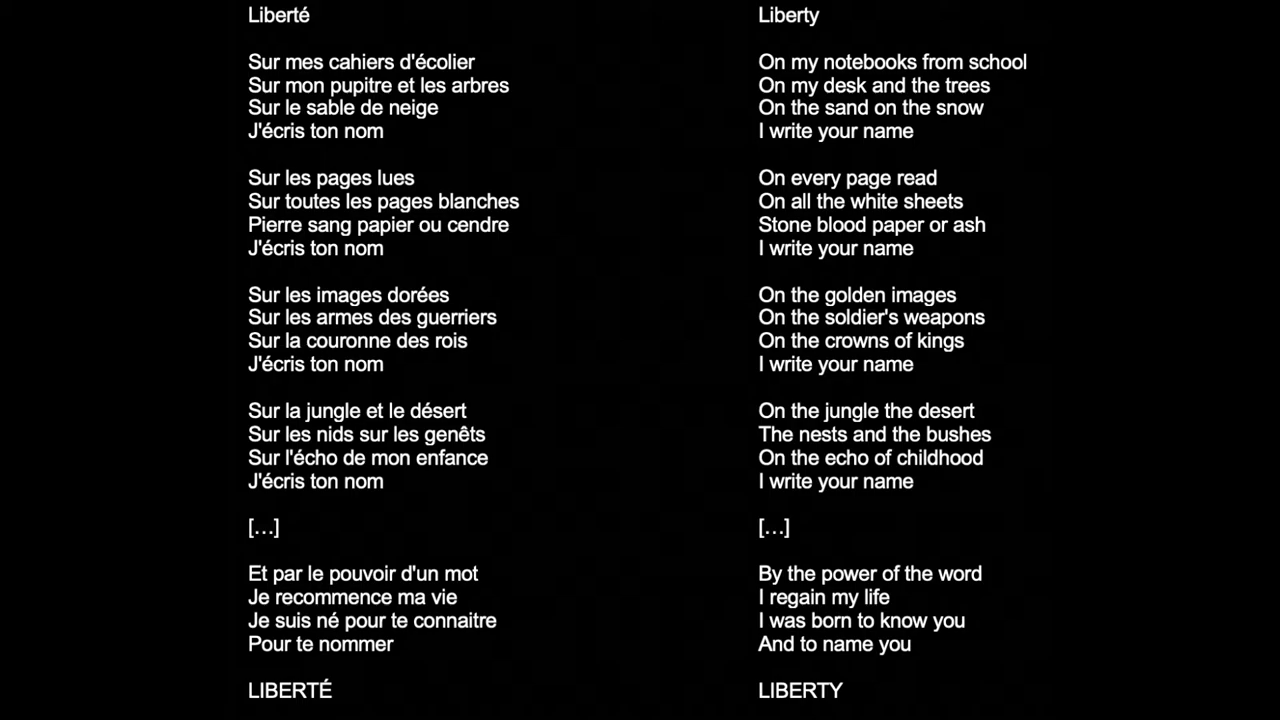 Liberté
Sur mes cahiers d'écolier
Sur mon pupitre et les arbres
Sur le sable de neige
J'écris ton nom
Sur les pages lues
Sur toutes les pages blanches
Pierre sang papier ou cendre
J'écris ton nom
Sur les images dorées
Sur les armes des guerriers
Sur la couronne des rois
J'écris ton nom
Sur la jungle et le désert
Sur les nids sur les genêts
Sur l'écho de mon enfance
J'écris ton nom
[…]
Et par le pouvoir d'un mot
Je recommence ma vie
Je suis né pour te connaitre
Pour te nommer
LIBERTÉ
Liberty
On my notebooks from school
On my desk and the trees
On the sand on the snow
I write your name
On every page read
On all the white sheets
Stone blood paper or ash
I write your name
On the golden images
On the soldier's weapons
On the crowns of kings
I write your name
On the jungle the desert
The nests and the bushes
On the echo of childhood
I write your name
[…]
By the power of the word
I regain my life
I was born to know you
And to name you
LIBERTY